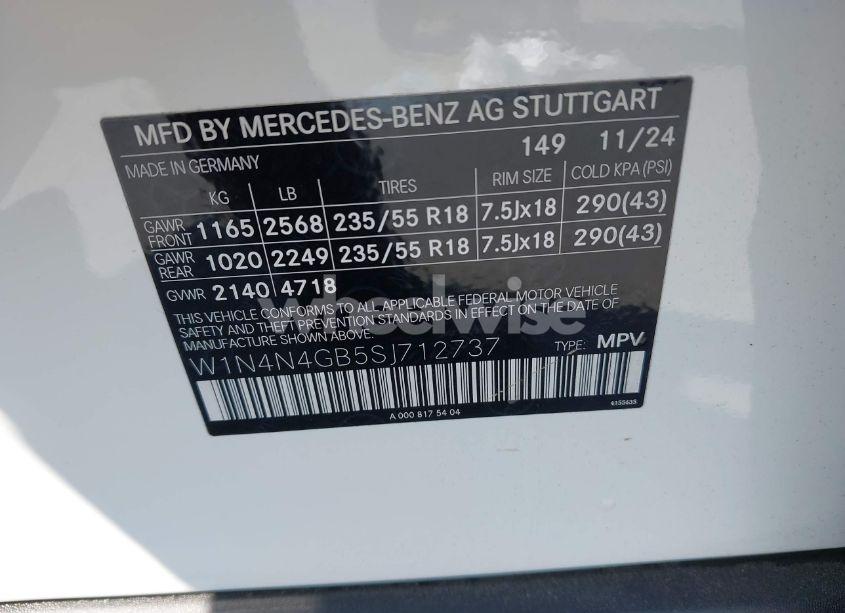 MFD BY MERCEDES-BENZ AG STUTTGART
MADE IN GERMANY 149 11/24
KG LB TIRES RIM SIZE COLD KPA (PSI)
GAWR FRONT 1165 2568 235/55 R18 7.5Jx18 290(43)
GAWR REAR 1020 2249 235/55 R18 7.5Jx18 290(43)
GVWR 2140 4718
THIS VEHICLE CONFORMS TO ALL APPLICABLE FEDERAL MOTOR VEHICLE
SAFETY AND THEFT PREVENTION STANDARDS IN EFFECT ON THE DATE OF
MANUFACTURE SHOWN ABOVE.
wheelwise
W1N4N4GB5SJ712737 TYPE: MPV
A 000 817 54 04